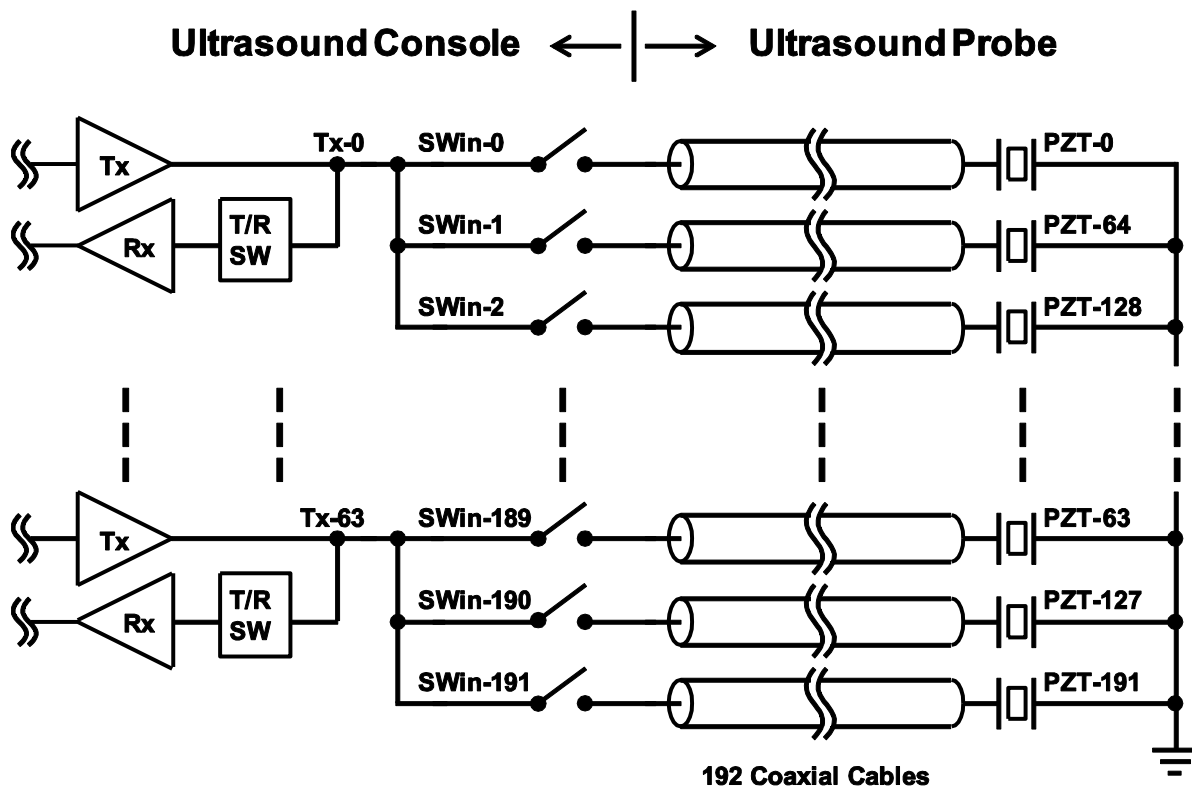 Ultrasound Console
Ultrasound Probe
Tx
Tx-0
SWin-0
PZT-0
Rx
T/R
SW
SWin-1
PZT-64
SWin-2
PZT-128
Tx
Tx-63
SWin-189
PZT-63
Rx
T/R
SW
SWin-190
PZT-127
SWin-191
PZT-191
192 Coaxial Cables